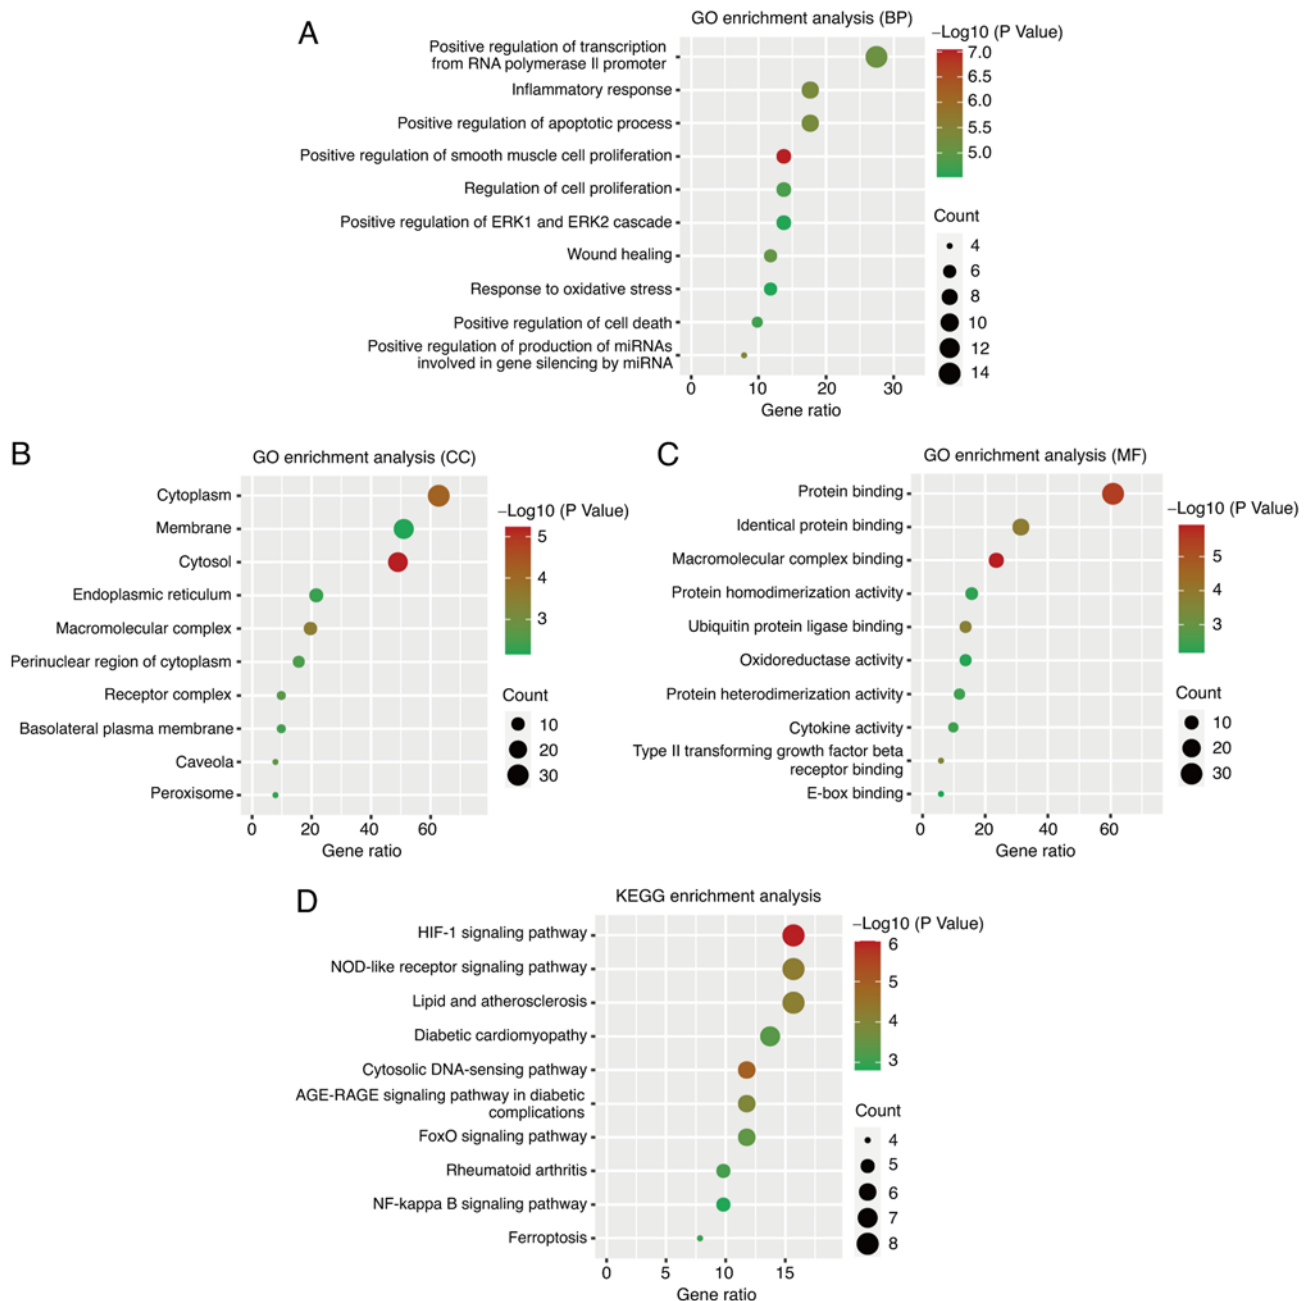 A
GO enrichment analysis (BP)
Positive regulation of transcription
from RNA polymerase II promoter
Inflammatory response
Positive regulation of apoptotic process
Positive regulation of smooth muscle cell proliferation
Regulation of cell proliferation
Positive regulation of ERK1 and ERK2 cascade
Wound healing
Response to oxidative stress
Positive regulation of cell death
Positive regulation of production of miRNAs
involved in gene silencing by miRNA
0 10 20 30
Gene ratio
−Log10 (P Value)
7.0
6.5
6.0
5.5
5.0
Count
4
6
8
10
12
14
B
GO enrichment analysis (CC)
Cytoplasm
Membrane
Cytosol
Endoplasmic reticulum
Macromolecular complex
Perinuclear region of cytoplasm
Receptor complex
Basolateral plasma membrane
Caveola
Peroxisome
0 20 40 60
Gene ratio
−Log10 (P Value)
5
4
3
Count
10
20
30
C
GO enrichment analysis (MF)
Protein binding
Identical protein binding
Macromolecular complex binding
Protein homodimerization activity
Ubiquitin protein ligase binding
Oxidoreductase activity
Protein heterodimerization activity
Cytokine activity
Type II transforming growth factor beta
receptor binding
E-box binding
0 20 40 60
Gene ratio
−Log10 (P Value)
5
4
3
Count
10
20
30
D
KEGG enrichment analysis
HIF-1 signaling pathway
NOD-like receptor signaling pathway
Lipid and atherosclerosis
Diabetic cardiomyopathy
Cytosolic DNA-sensing pathway
AGE-RAGE signaling pathway in diabetic
complications
FoxO signaling pathway
Rheumatoid arthritis
NF-kappa B signaling pathway
Ferroptosis
0 5 10 15
Gene ratio
−Log10 (P Value)
6
5
4
3
Count
4
5
6
7
8